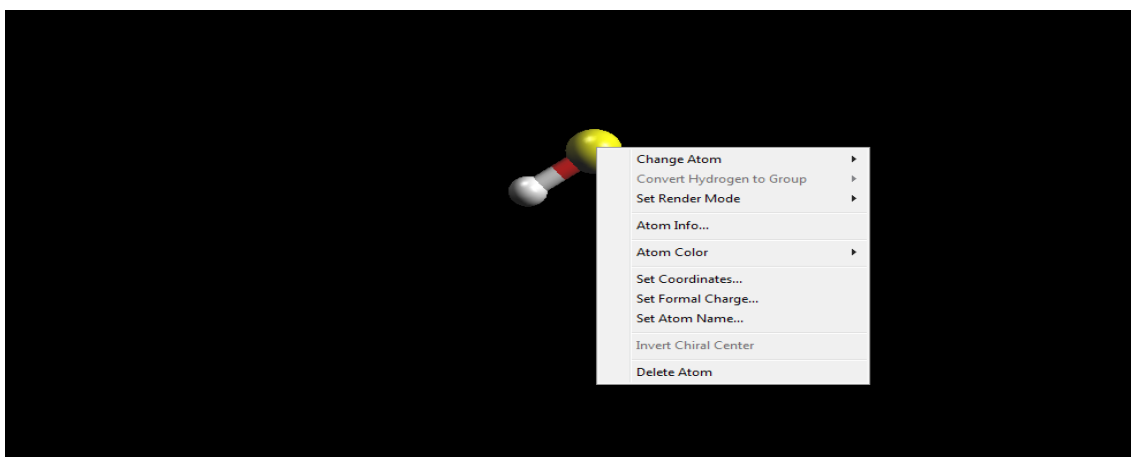 Change Atom
Convert Hydrogen to Group
Set Render Mode
Atom Info...
Atom Color
Set Coordinates...
Set Formal Charge...
Set Atom Name...
Invert Chiral Center
Delete Atom